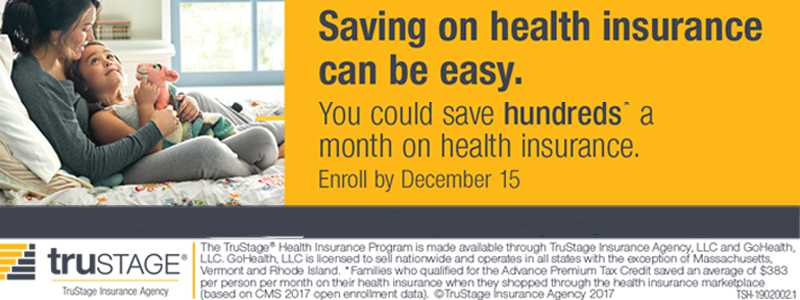 Saving on health insurance
can be easy.
You could save hundreds* a
month on health insurance.
Enroll by December 15
truSTAGE®
TruStage Insurance Agency
The TruStage® Health Insurance Program is made available through TruStage Insurance Agency, LLC and GoHealth,
LLC. GoHealth, LLC is licensed to sell nationwide and operates in all states with the exception of Massachusetts,
Vermont and Rhode Island. *Families who qualified for the Advance Premium Tax Credit saved an average of $383
per person per month on their health insurance when they shopped through the health insurance marketplace
(based on CMS 2017 open enrollment data). ©TruStage Insurance Agency 2017
TSH-1902002.1